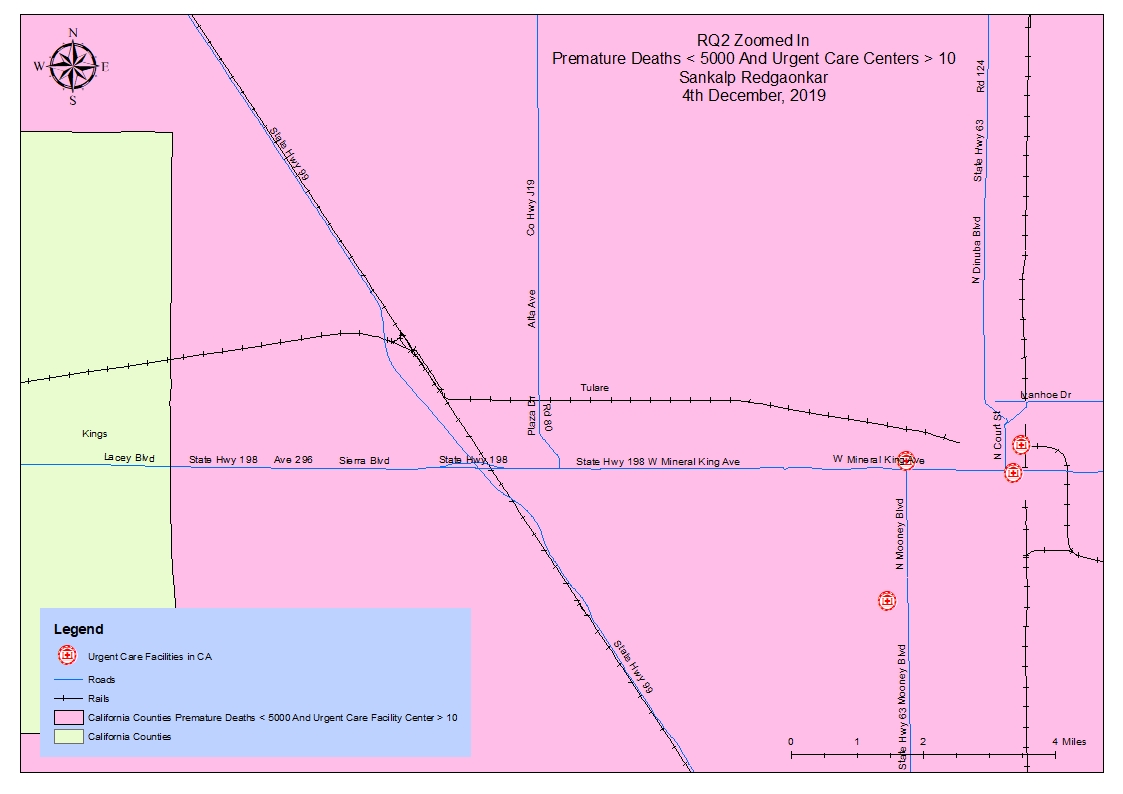 RQ2 Zoomed In
Premature Deaths < 5000 And Urgent Care Centers > 10
Sankalp Redgaonkar
4th December, 2019
N
W E
S
State Hwy 99
Co Hwy J19
Alta Ave
Plaza Dr
Rd 80
Rd 124
State Hwy 63
N Dinuba Blvd
Tulare
Ivanhoe Dr
N Court St
Kings
Lacey Blvd
State Hwy 198
Ave 296
Sierra Blvd
State Hwy 198
State Hwy 198 W Mineral King Ave
W Mineral King Ave
N Mooney Blvd
State Hwy 99
State Hwy 63 Mooney Blvd
Legend
Urgent Care Facilities in CA
Roads
Rails
California Counties Premature Deaths < 5000 And Urgent Care Facility Center > 10
California Counties
0 2 4 Miles